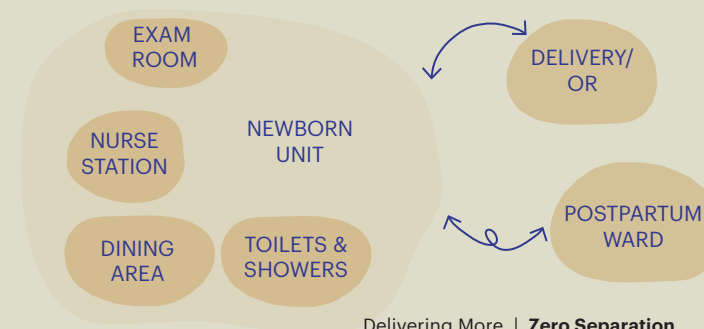 EXAM
ROOM
DELIVERY/
OR
NURSE
STATION
NEWBORN
UNIT
POSTPARTUM
WARD
DINING
AREA
TOILETS &
SHOWERS
Delivering More | Zero Separation